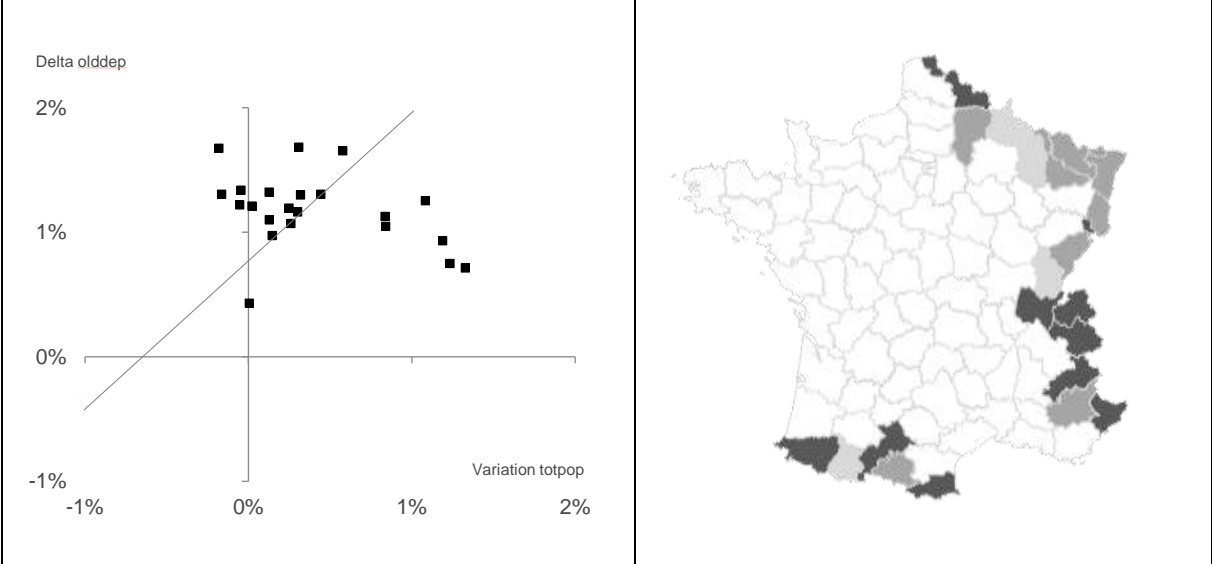 Delta olddep
2%
1%
0%
-1%
Variation totpop
-1% 0% 1% 2%